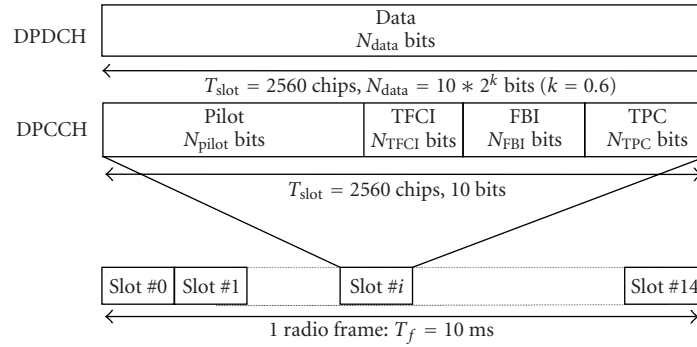 Data
DPDCH
N_data bits
T_slot = 2560 chips, N_data = 10 * 2^k bits (k = 0.6)
DPCCH
Pilot TFCI FBI TPC
N_pilot bits N_TFCI bits N_FBI bits N_TPC bits
T_slot = 2560 chips, 10 bits
Slot #0 Slot #1 Slot #i Slot #14
1 radio frame: T_f = 10 ms